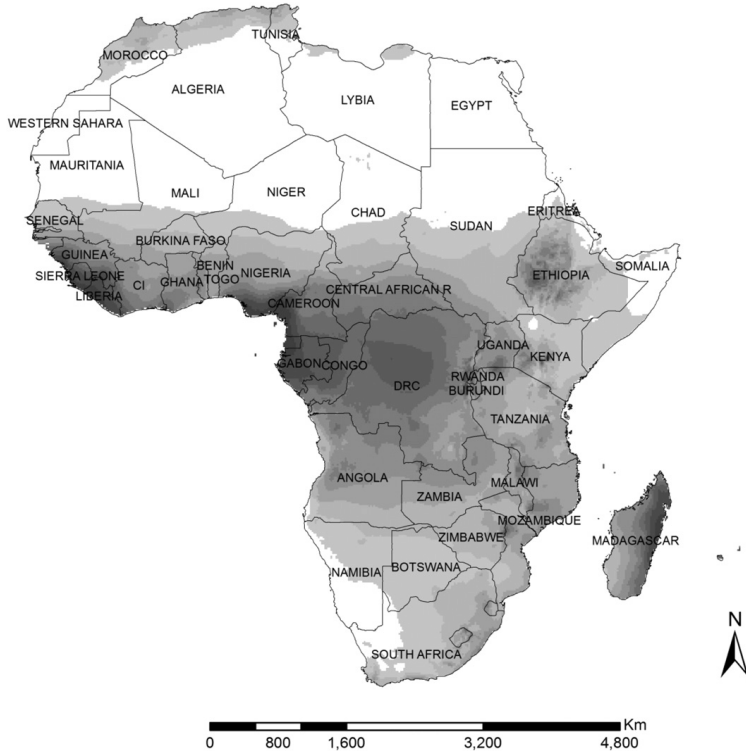 TUNISIA
MOROCCO
ALGERIA
LYBIA
EGYPT
WESTERN SAHARA
MAURITANIA
MALI
NIGER
CHAD
SUDAN
ERITREA
SENEGAL
BURKINA FASO
GUINEA
BENIN
NIGERIA
SOMALIA
SIERRA LEONE
CI
GHANA
TOGO
ETHIOPIA
LIBERIA
CENTRAL AFRICAN R
CAMEROON
UGANDA
KENYA
GABON
CONGO
DRC
RWANDA
BURUNDI
TANZANIA
ANGOLA
MALAWI
ZAMBIA
MOZAMBIQUE
ZIMBABWE
MADAGASCAR
NAMIBIA
BOTSWANA
SOUTH AFRICA
N
Km
0 800 1,600 3,200 4,800